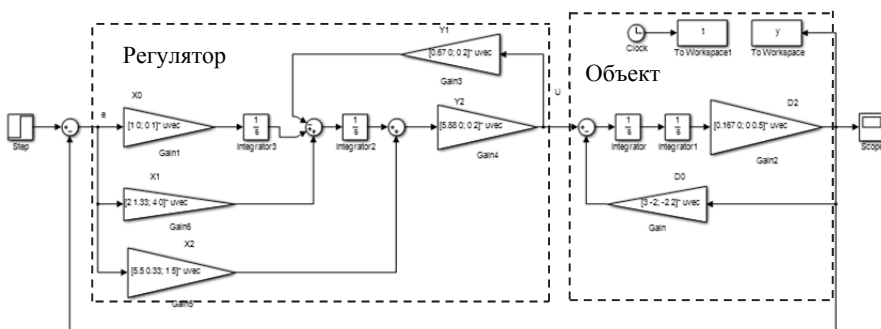 Регулятор
Объект
Y1
[0.67 0; 0 2]* uvec
Gain3
Clock
t
To Workspace1
y
To Workspace
Step
e
X0
[1 0; 0 1]* uvec
Gain1
1
s
Integrator3
1
s
Integrator2
Y2
[5.88 0; 0 2]* uvec
Gain4
U
1
s
Integrator
1
s
Integrator1
D2
[0.167 0; 0 0.5]* uvec
Gain2
Scope
X1
[2 1.33; 4 0]* uvec
Gain6
D0
[3 -2; -2 2]* uvec
Gain
X2
[5.5 0.33; 1 5]* uvec
Gain5